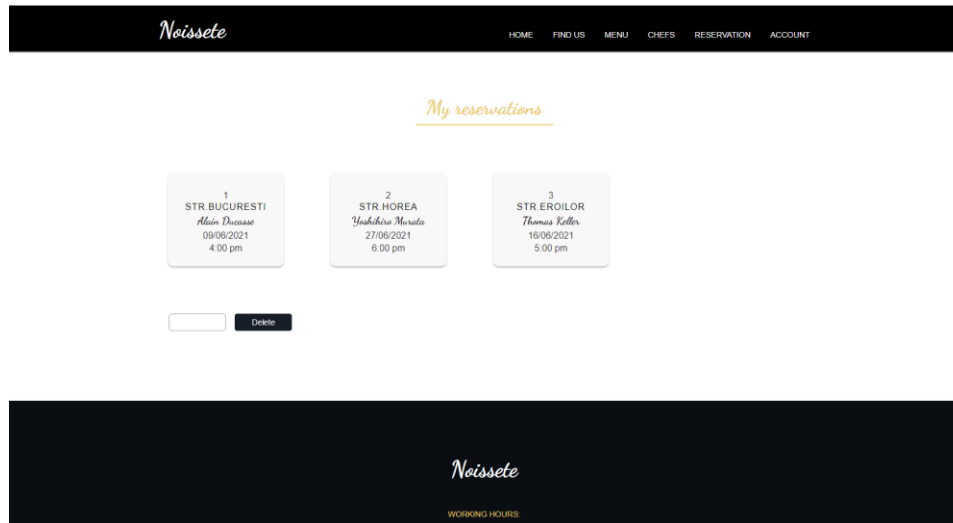 Noissete
HOME FIND US MENU CHEFS RESERVATION ACCOUNT
My reservations
1
STR.BUCURESTI
Alain Ducasse
09/06/2021
4:00 pm
2
STR.HOREA
Yoshihiro Murata
27/06/2021
6:00 pm
3
STR.EROILOR
Thomas Keller
16/06/2021
5:00 pm
Delete
Noissete
WORKING HOURS: